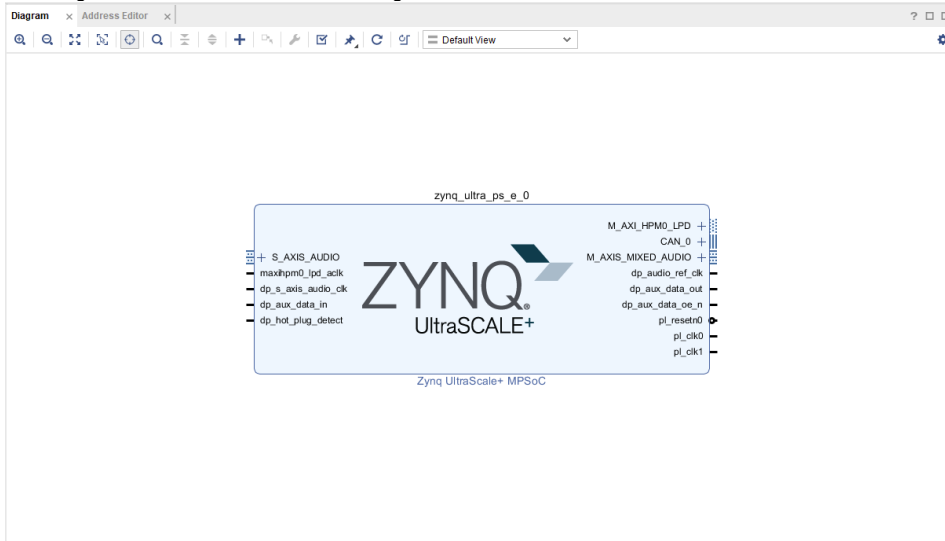 Diagram × Address Editor × ?
Default View
zynq_ultra_ps_e_0
M_AXI_HPM0_LPD
CAN_0
S_AXIS_AUDIO
M_AXIS_MIXED_AUDIO
maxihpm0_lpd_aclk
dp_audio_ref_clk
dp_s_axis_audio_clk
dp_aux_data_out
dp_aux_data_in
dp_aux_data_oe_n
dp_hot_plug_detect
pl_resetn0
pl_clk0
pl_clk1
ZYNQ®
UltraSCALE+
Zynq UltraScale+ MPSoC